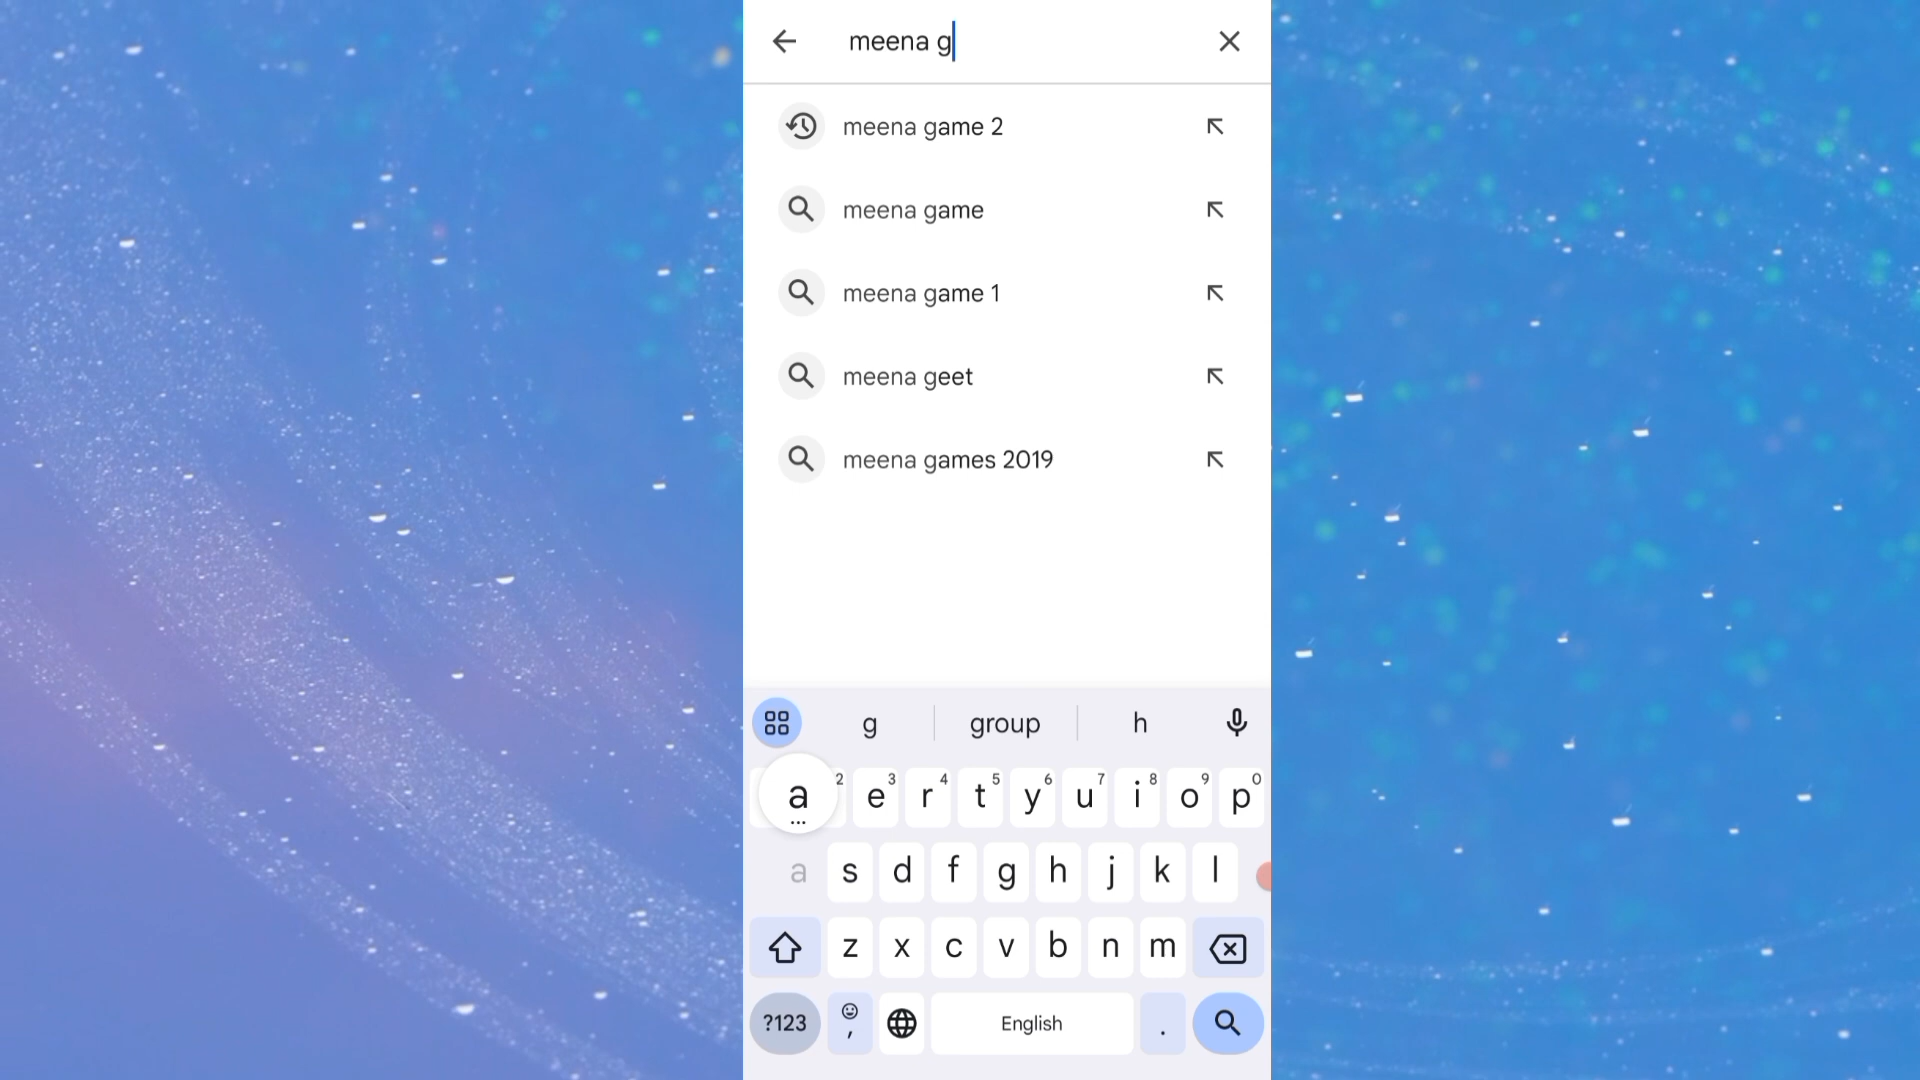 meena g
meena game 2
meena game
meena game 1
meena geet
meena games 2019
g group h
a 2 e 3 r 4 t 5 y 6 u 7 i 8 o 9 p 0
a s d f g h j k l
z x c v b n m
?123 , English .